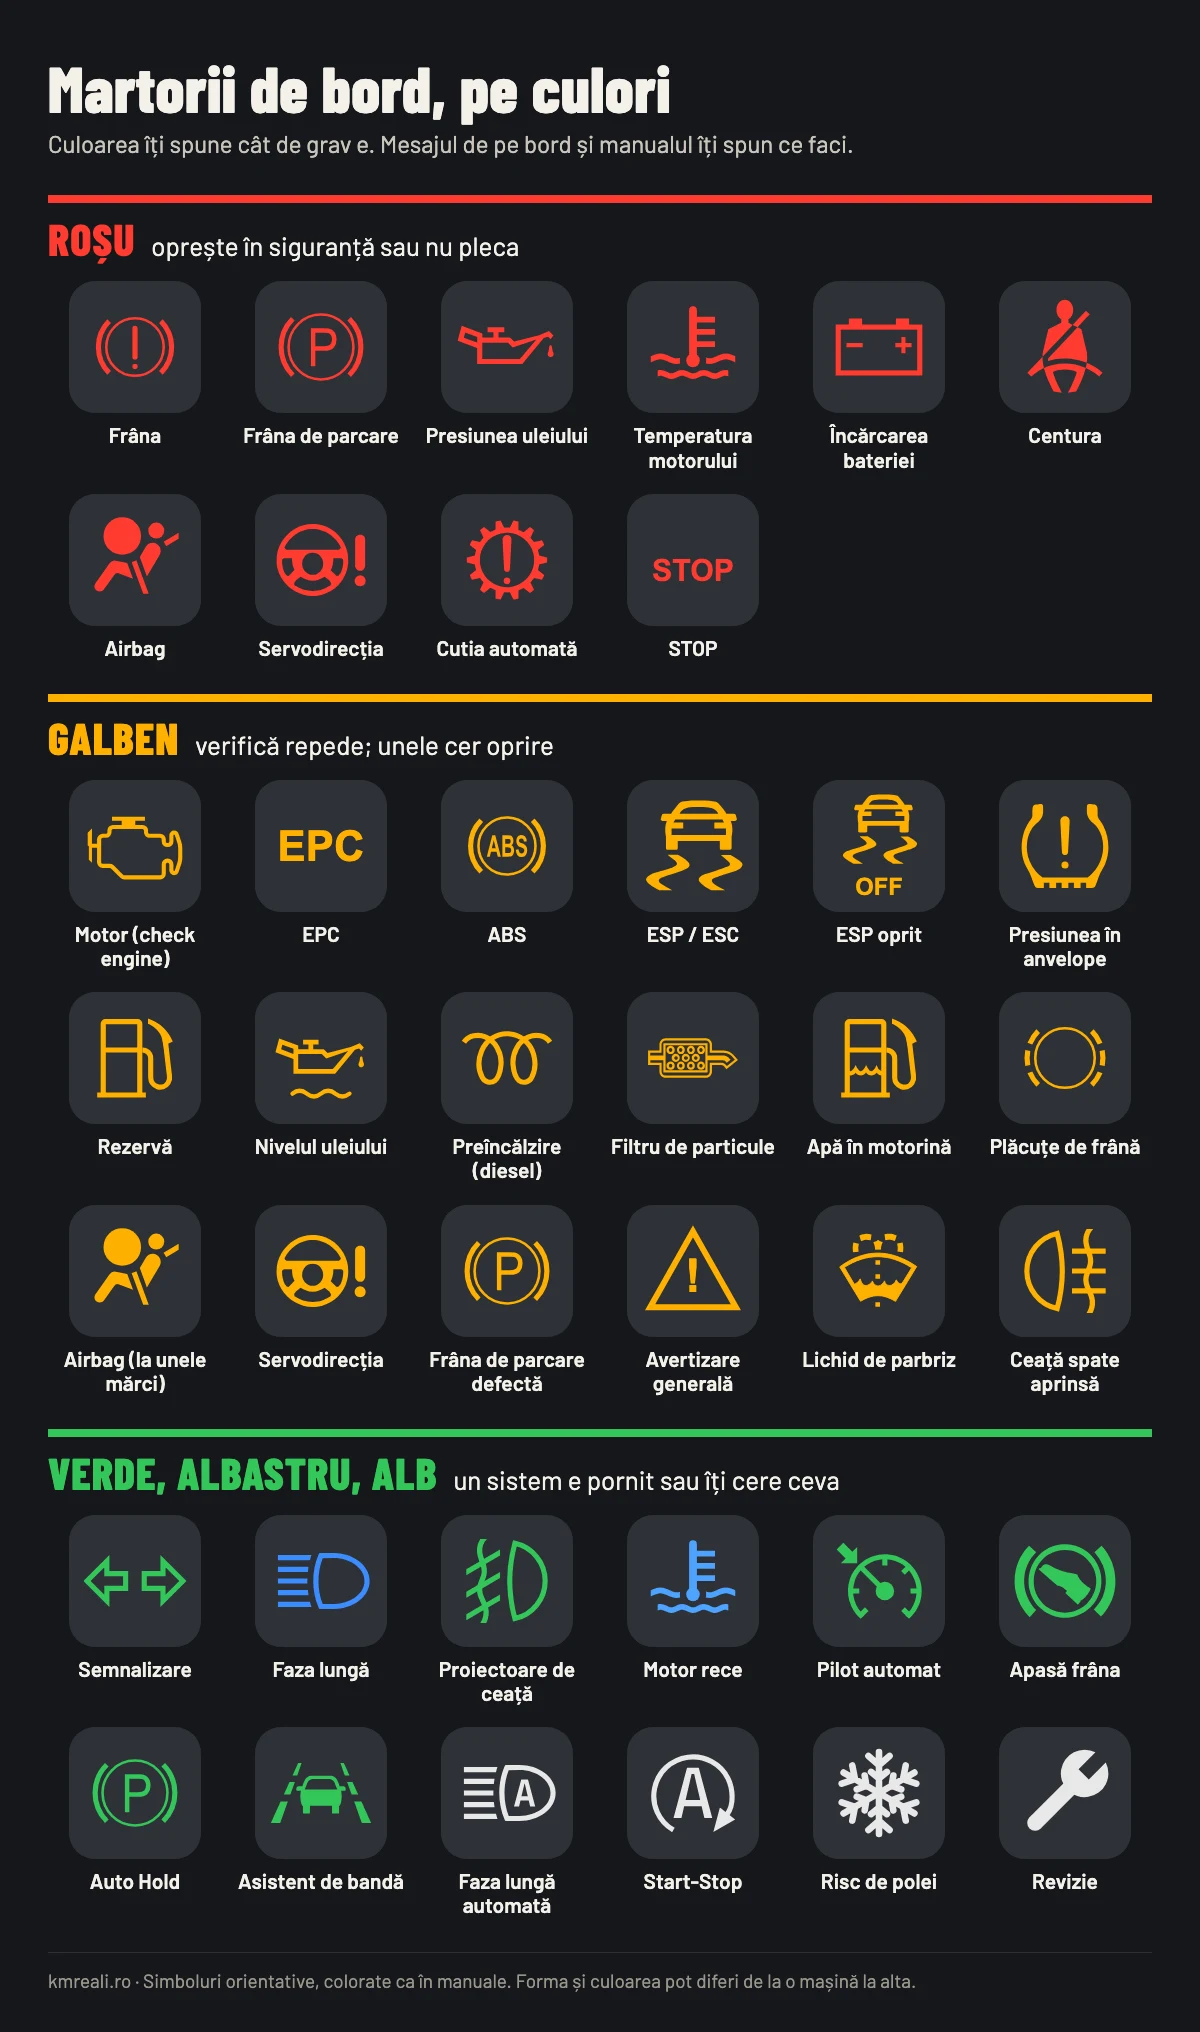 Martorii de bord, pe culori
Culoarea îți spune cât de grav e. Mesajul de pe bord și manualul îți spun ce faci.
ROȘU oprește în siguranță sau nu pleca
P
Frâna
Frâna de parcare
Presiunea uleiului
Temperatura
motorului
Încărcarea
bateriei
Centura
STOP
Airbag
Servodirecția
Cutia automată
STOP
GALBEN verifică repede; unele cer oprire
EPC
ABS
OFF
Motor (check
engine)
EPC
ABS
ESP / ESC
ESP oprit
Presiunea în
anvelope
Rezervă
Nivelul uleiului
Preîncălzire
(diesel)
Filtru de particule
Apă în motorină
Plăcuțe de frână
P
Airbag (la unele
mărci)
Servodirecția
Frâna de parcare
defectă
Avertizare
generală
Lichid de parbriz
Ceață spate
aprinsă
VERDE, ALBASTRU, ALB un sistem e pornit sau îți cere ceva
Semnalizare
Faza lungă
Proiectoare de
ceață
Motor rece
Pilot automat
Apasă frâna
P
A
A
Auto Hold
Asistent de bandă
Faza lungă
automată
Start-Stop
Risc de polei
Revizie
kmreali.ro · Simboluri orientative, colorate ca în manuale. Forma și culoarea pot diferi de la o mașină la alta.